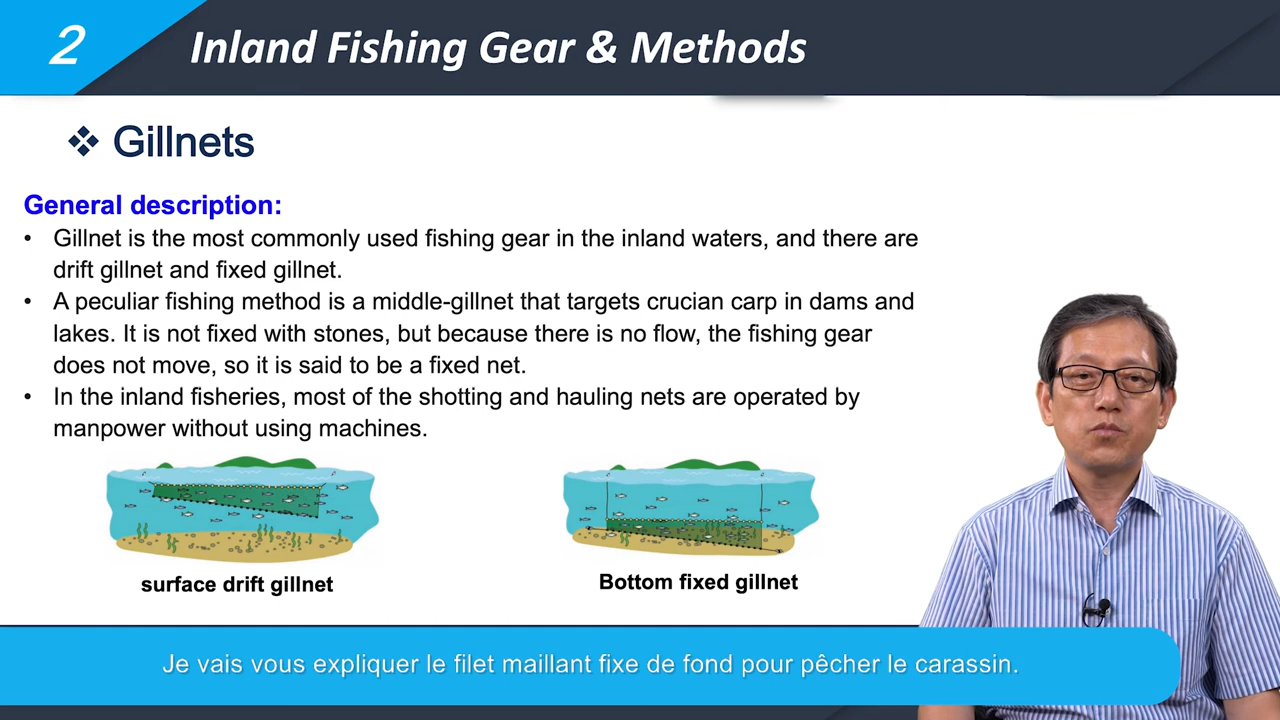 2
Inland Fishing Gear & Methods
❖ Gillnets
General description:
• Gillnet is the most commonly used fishing gear in the inland waters, and there are
drift gillnet and fixed gillnet.
• A peculiar fishing method is a middle-gillnet that targets crucian carp in dams and
lakes. It is not fixed with stones, but because there is no flow, the fishing gear
does not move, so it is said to be a fixed net.
• In the inland fisheries, most of the shotting and hauling nets are operated by
manpower without using machines.
surface drift gillnet
Bottom fixed gillnet
Je vais vous expliquer le filet maillant fixe de fond pour pêcher le carassin.